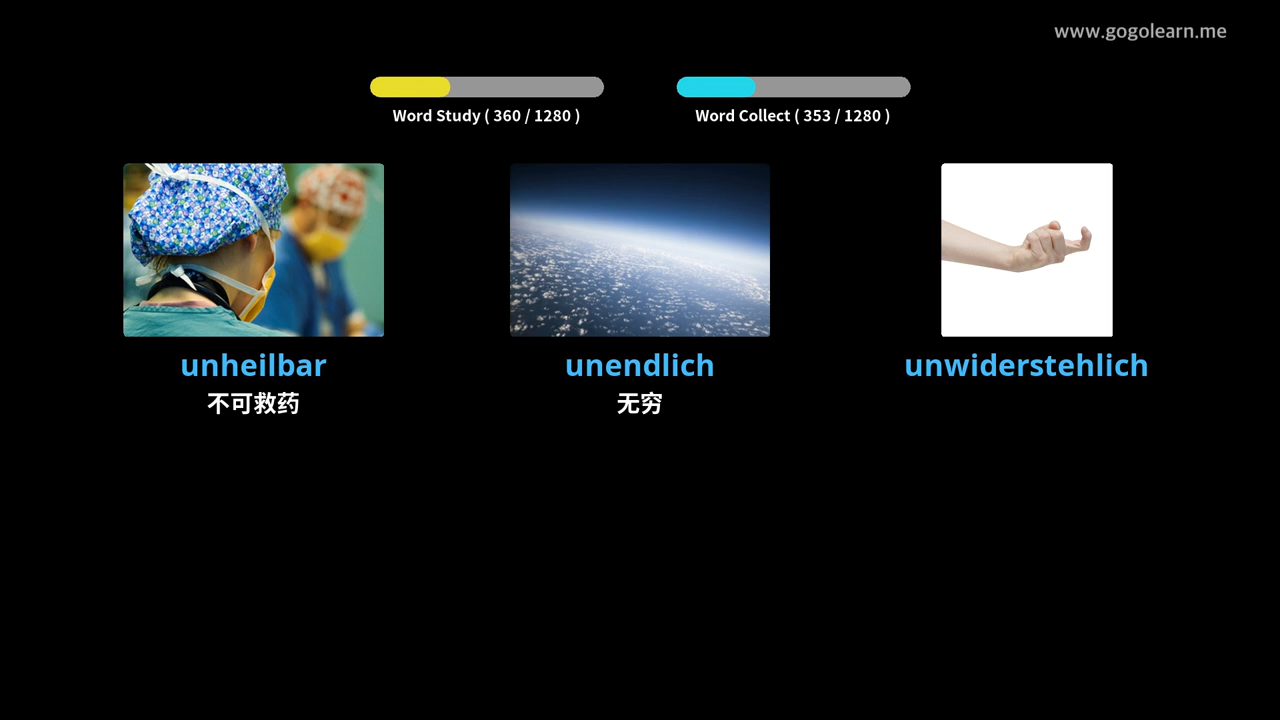 www.gogolearn.me
Word Study ( 360 / 1280 )
Word Collect ( 353 / 1280 )
unheilbar
不可救药
unendlich
无穷
unwiderstehlich